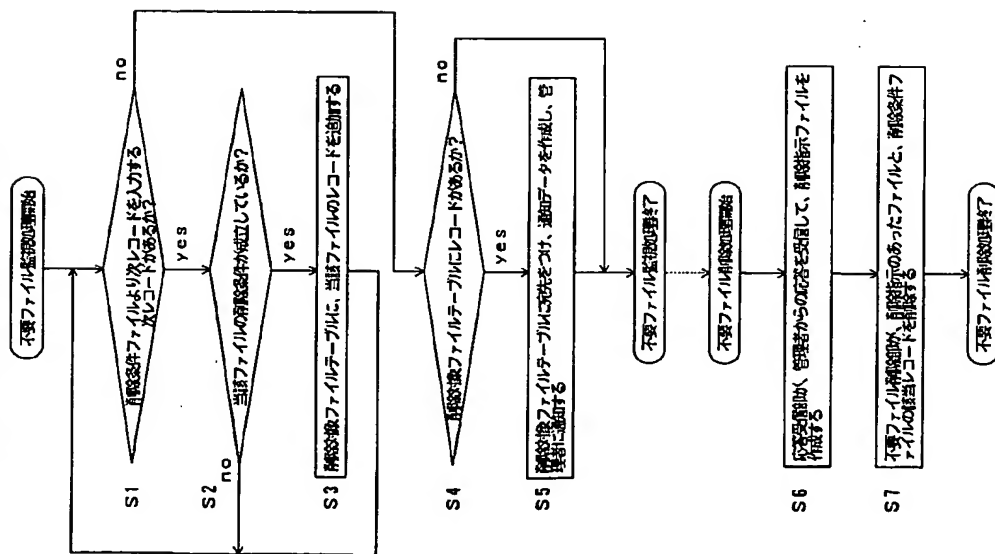 不要ファイル監視処理開始
S1
削除条件ファイルより次レコードを入力する
次レコードがあるか?
no
yes
S2
当該ファイルの削除条件が成立しているか?
no
yes
S3
削除対象ファイルテーブルに、当該ファイルのレコードを追加する
S4
削除対象ファイルテーブルにレコードがあるか?
no
yes
S5
削除対象ファイルテーブルに宛先をつけ、通知データを作成し、管
理者に通知する
不要ファイル監視処理終了
不要ファイル削除処理開始
S6
応答受信部が、管理者からの応答を受信して、削除指示ファイルを
作成する
S7
不要ファイル削除部が、削除指示のあったファイルと、削除条件フ
ァイルの該当レコードを削除する
不要ファイル削除処理終了